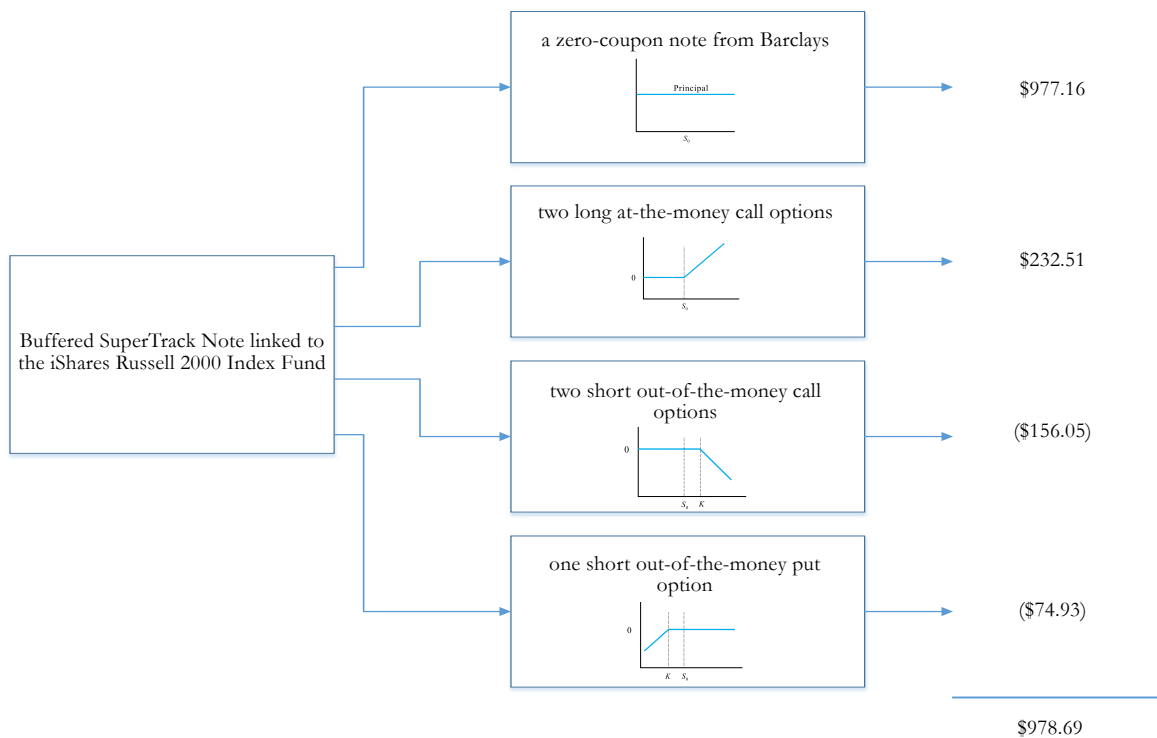 a zero-coupon note from Barclays
Principal
S₀
$977.16
two long at-the-money call options
0
S₀
$232.51
Buffered SuperTrack Note linked to
the iShares Russell 2000 Index Fund
two short out-of-the-money call
options
0
S₀ K
($156.05)
one short out-of-the-money put
option
0
K S₀
($74.93)
$978.69